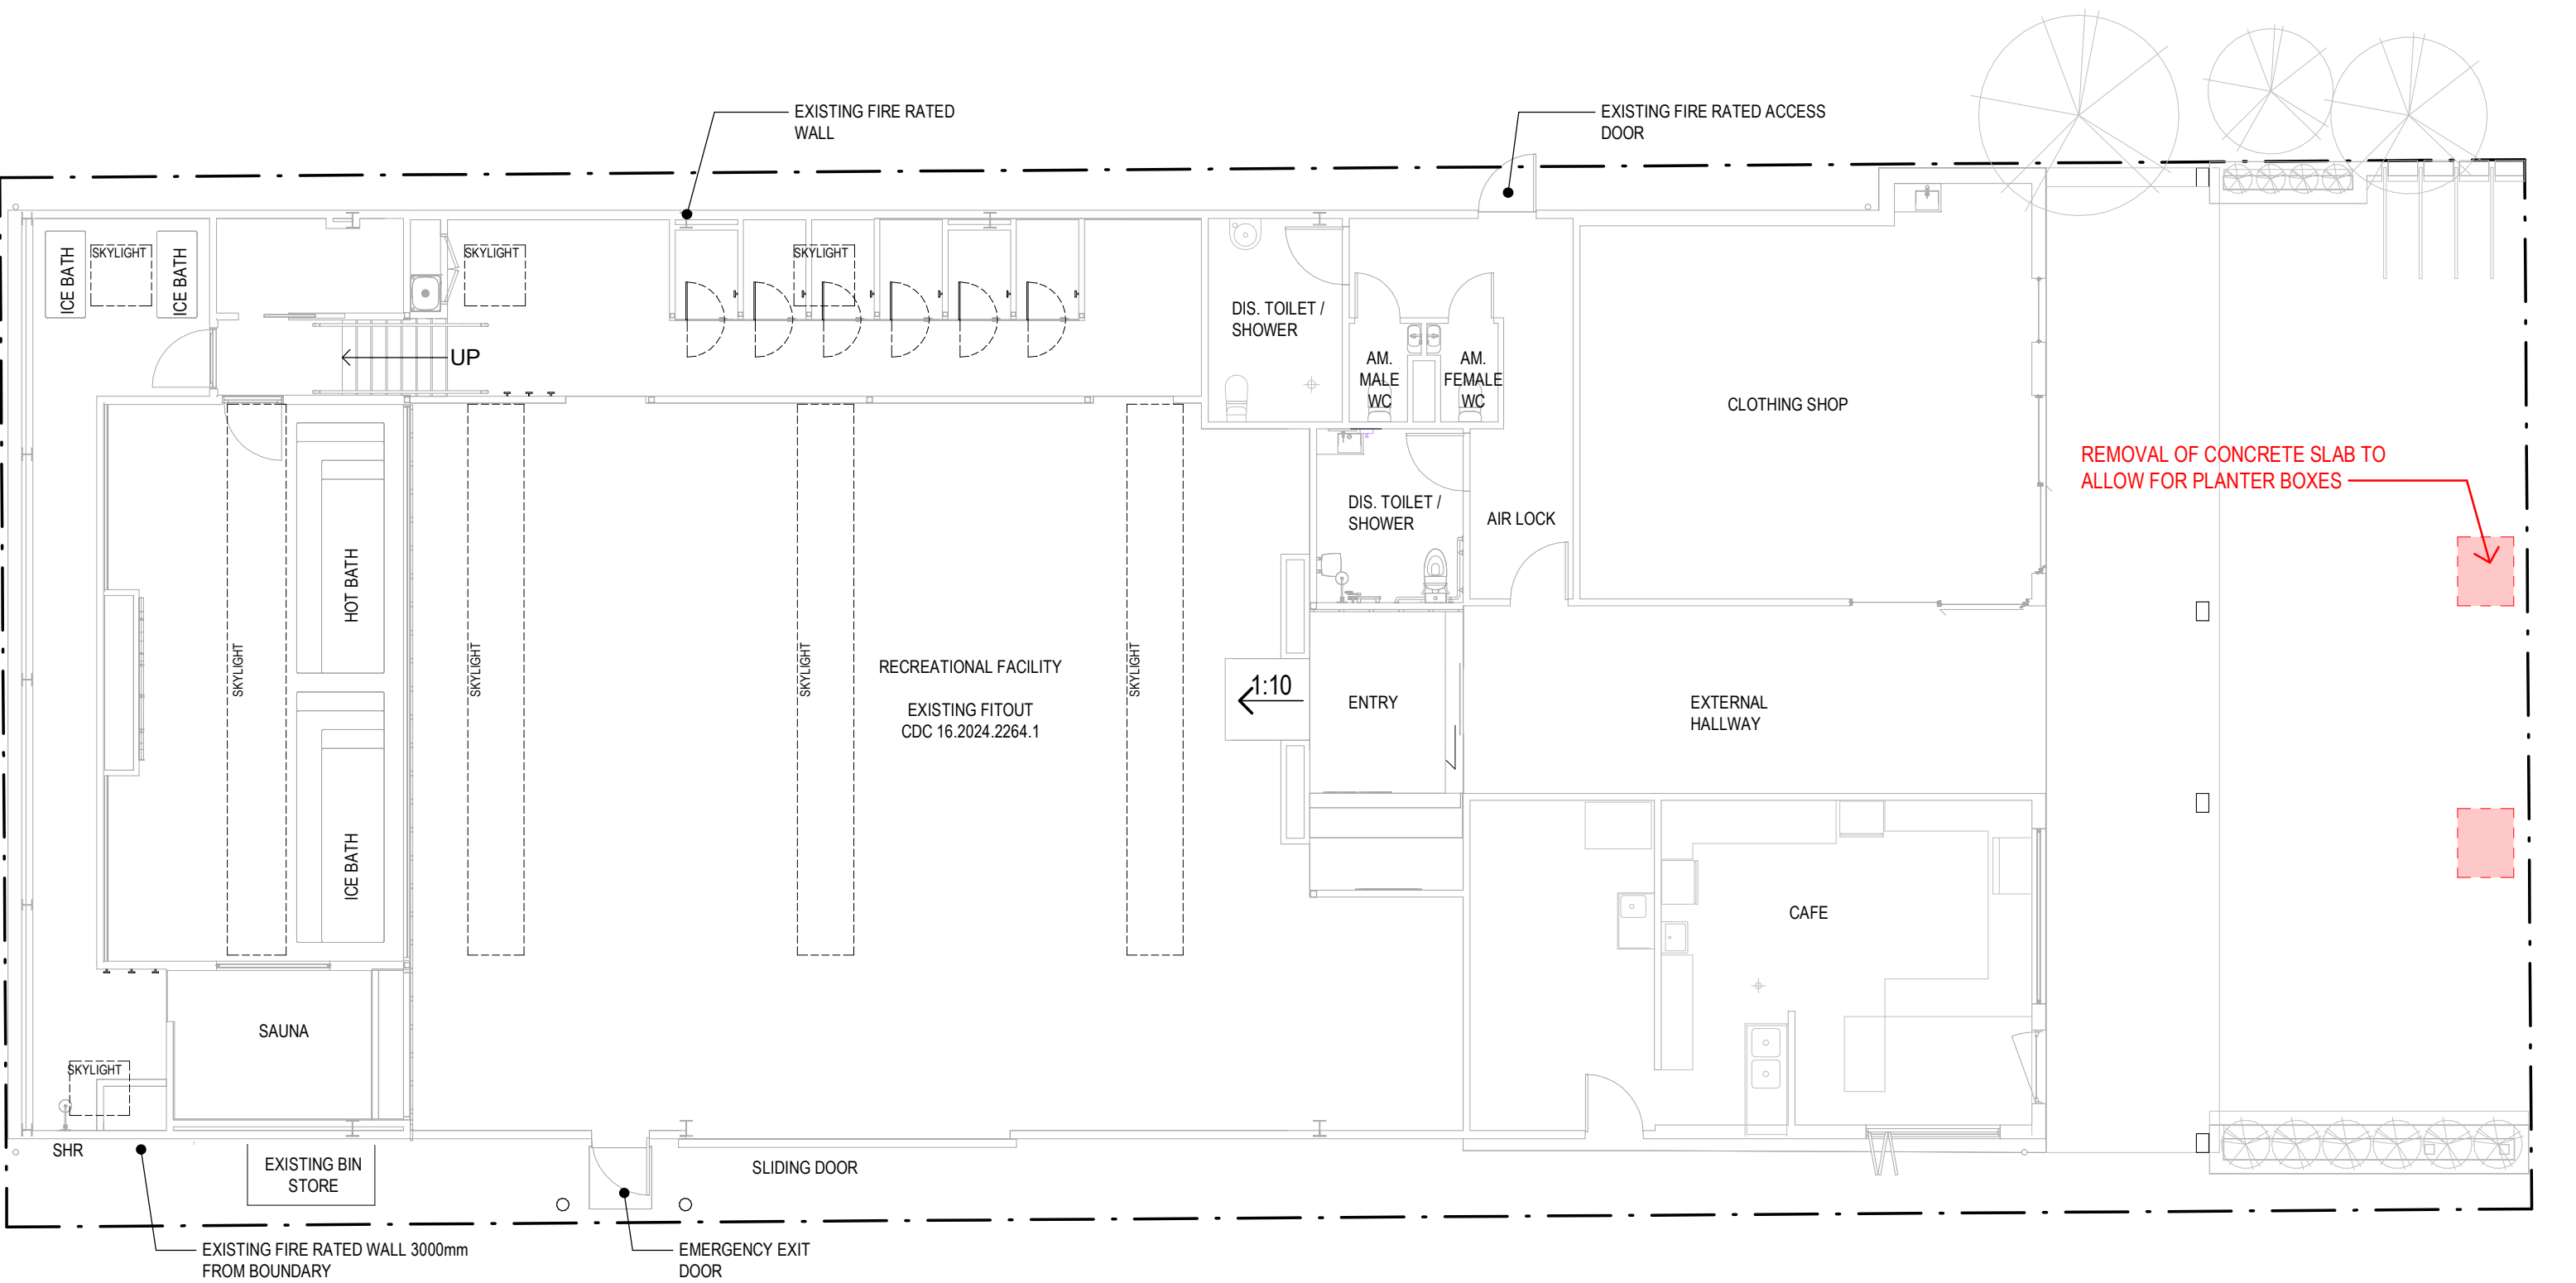 EXISTING FIRE RATED
WALL
EXISTING FIRE RATED ACCESS
DOOR
ICE BATH
SKYLIGHT
ICE BATH
SKYLIGHT
SKYLIGHT
UP
DIS. TOILET /
SHOWER
AM.
MALE
WC
AM.
FEMALE
WC
CLOTHING SHOP
REMOVAL OF CONCRETE SLAB TO
ALLOW FOR PLANTER BOXES
DIS. TOILET /
SHOWER
AIR LOCK
HOT BATH
SKYLIGHT
SKYLIGHT
SKYLIGHT
SKYLIGHT
RECREATIONAL FACILITY
EXISTING FITOUT
CDC 16.2024.2264.1
1:10
ENTRY
EXTERNAL
HALLWAY
ICE BATH
CAFE
SAUNA
SKYLIGHT
SHR
EXISTING BIN
STORE
SLIDING DOOR
EXISTING FIRE RATED WALL 3000mm
FROM BOUNDARY
EMERGENCY EXIT
DOOR